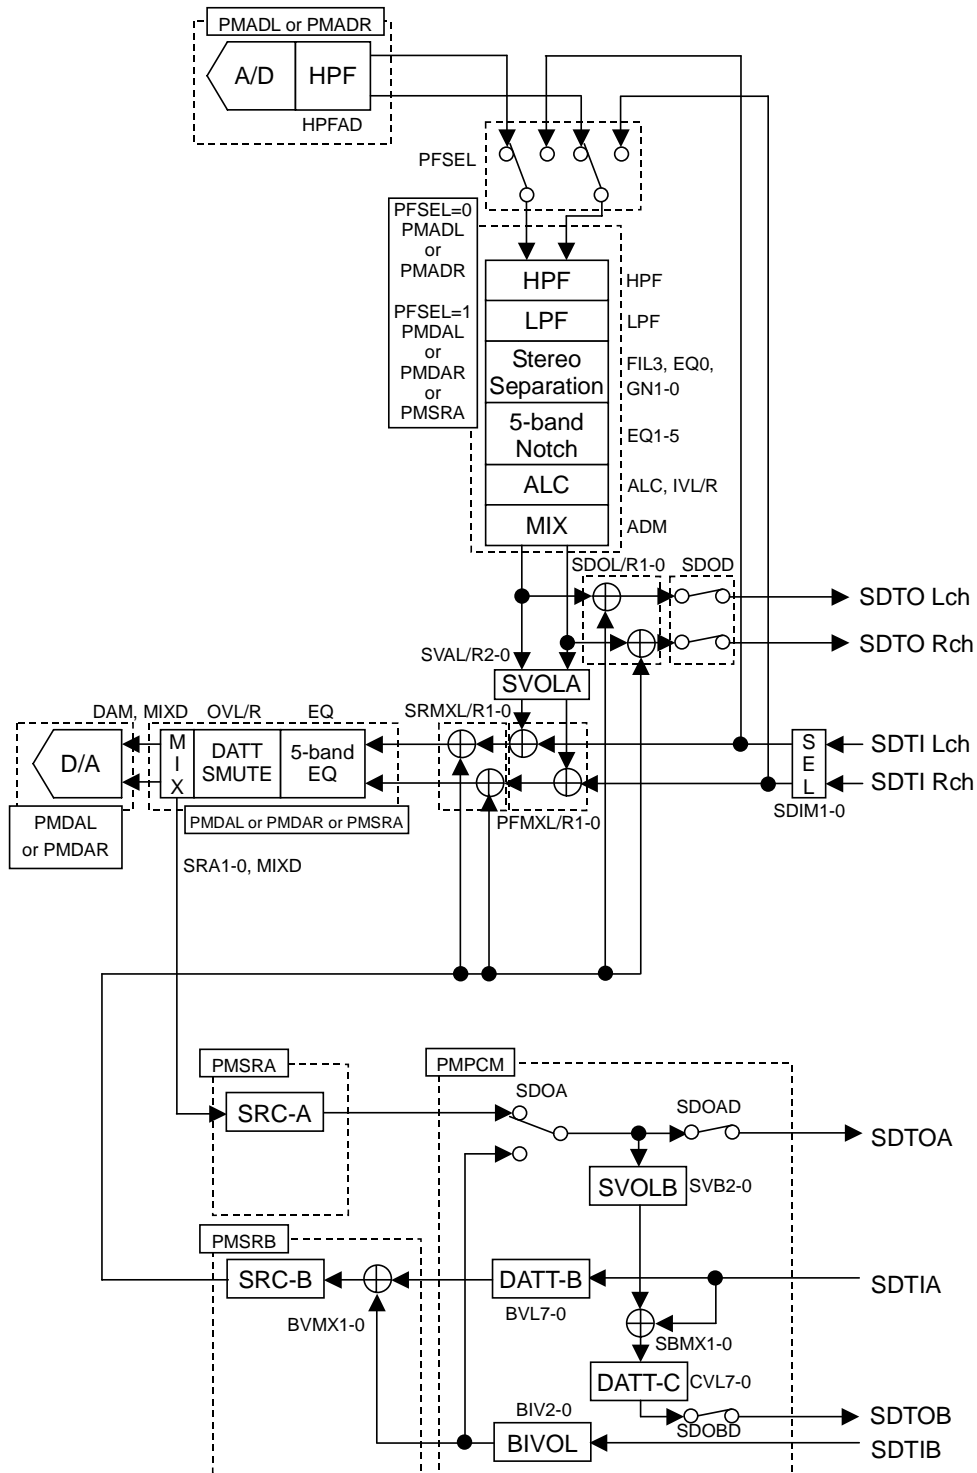 PMADL or PMADR
A/D
HPF
HPFAD
PFSEL
PFSEL=0
PMADL
or
PMADR
PFSEL=1
PMDAL
or
PMDAR
or
PMSRA
HPF
HPF
LPF
LPF
Stereo
Separation
FIL3, EQ0,
GN1-0
5-band
Notch
EQ1-5
ALC
ALC, IVL/R
MIX
ADM
SDOL/R1-0
SDOD
SDTO Lch
SDTO Rch
SVAL/R2-0
SVOLA
DAM, MIXD
OVL/R
EQ
SRMXL/R1-0
D/A
M
I
X
DATT
SMUTE
5-band
EQ
S
E
L
SDTI Lch
SDTI Rch
SDIM1-0
PMDAL
or PMDAR
PMDAL or PMDAR or PMSRA
PFMXL/R1-0
SRA1-0, MIXD
PMSRA
SRC-A
PMPCM
SDOA
SDOAD
SDTOA
SVOLB
SVB2-0
PMSRB
SRC-B
BVMX1-0
DATT-B
BVL7-0
SDTIA
SBMX1-0
DATT-C
CVL7-0
SDOBD
SDTOB
BIV2-0
BIVOL
SDTIB